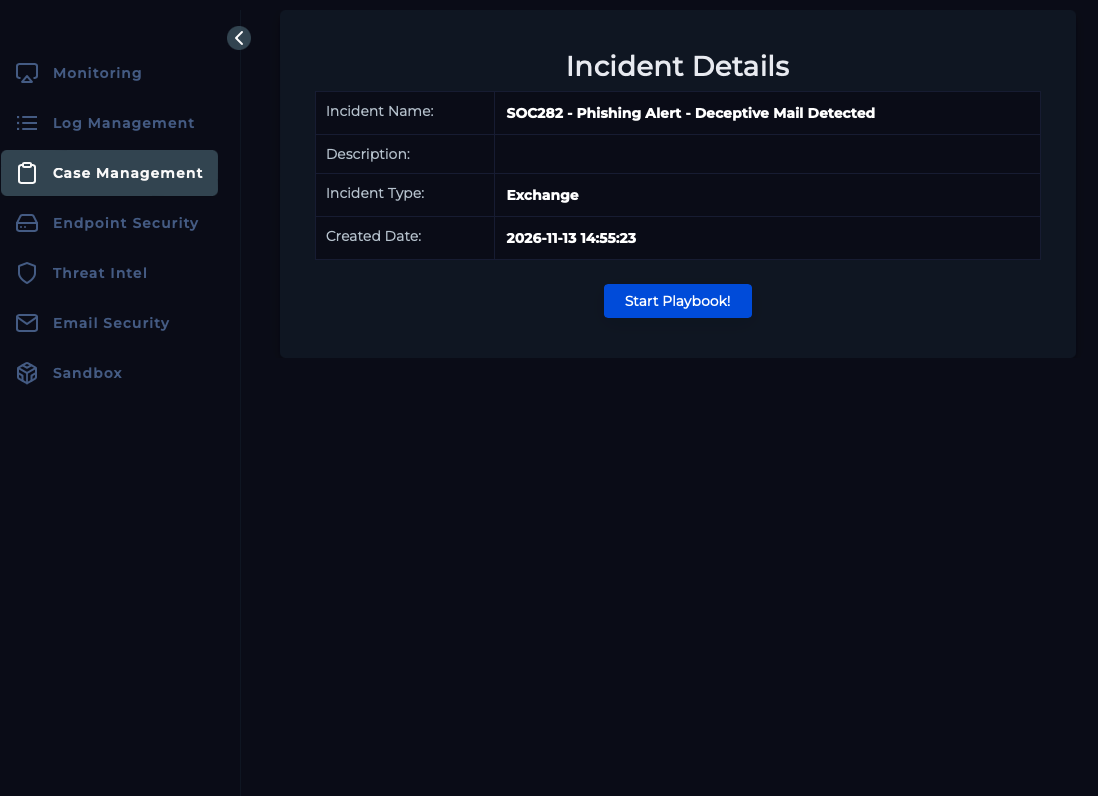 Monitoring
Log Management
Case Management
Endpoint Security
Threat Intel
Email Security
Sandbox
Incident Details
Incident Name: SOC282 - Phishing Alert - Deceptive Mail Detected
Description:
Incident Type: Exchange
Created Date: 2026-11-13 14:55:23
Start Playbook!